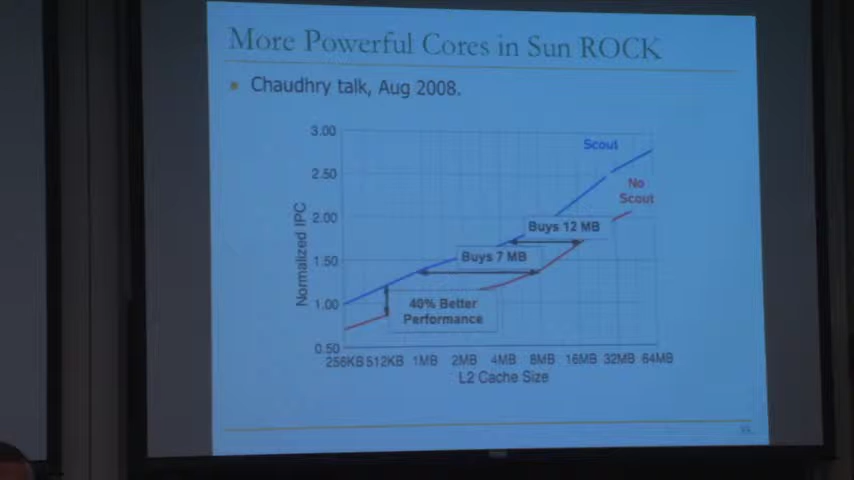 More Powerful Cores in Sun ROCK
Chaudhry talk, Aug 2008.
3.00
2.50
2.00
1.50
1.00
0.50
Normalized IPC
Scout
No
Scout
Buys 12 MB
Buys 7 MB
40% Better
Performance
256KB 512KB 1MB 2MB 4MB 8MB 16MB 32MB 64MB
L2 Cache Size